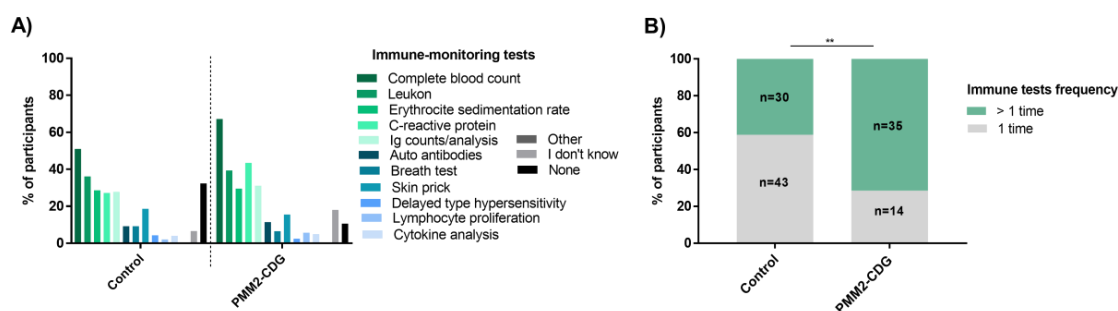 A)
% of participants
100
80
60
40
20
0
Control
PMM2-CDG
Immune-monitoring tests
Complete blood count
Leukon
Erythrocite sedimentation rate
C-reactive protein
Ig counts/analysis
Auto antibodies
Breath test
Skin prick
Delayed type hypersensitivity
Lymphocyte proliferation
Cytokine analysis
Other
I don't know
None
B)
% of participants
100
80
60
40
20
0
**
n=30
n=43
n=35
n=14
Control
PMM2-CDG
Immune tests frequency
> 1 time
1 time